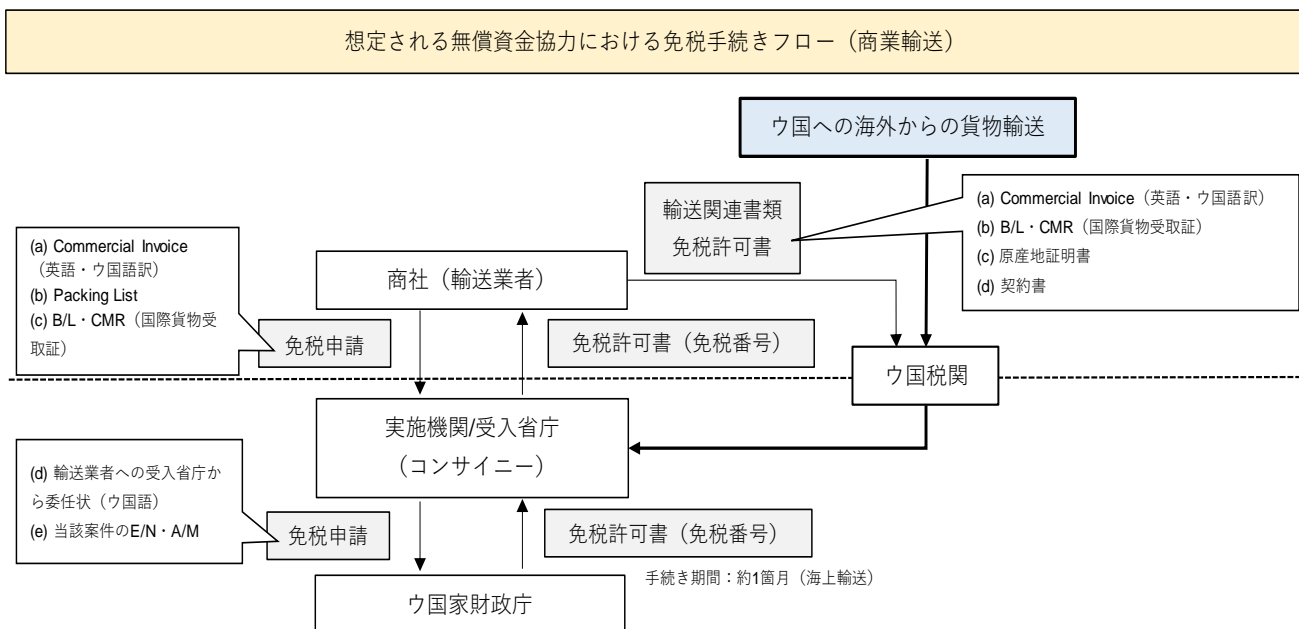 想定される無償資金協力における免税手続きフロー（商業輸送）
ウ国への海外からの貨物輸送
輸送関連書類
免税許可書
(a) Commercial Invoice（英語・ウ国語訳）
(b) B/L・CMR（国際貨物受取証）
(c) 原産地証明書
(d) 契約書
(a) Commercial Invoice
（英語・ウ国語訳）
(b) Packing List
(c) B/L・CMR（国際貨物受
取証）
商社（輸送業者）
免税申請
免税許可書（免税番号）
ウ国税関
実施機関/受入省庁
（コンサイニー）
(d) 輸送業者への受入省庁か
ら委任状（ウ国語）
(e) 当該案件のE/N・A/M
免税申請
免税許可書（免税番号）
手続き期間：約1箇月（海上輸送）
ウ国家財政庁